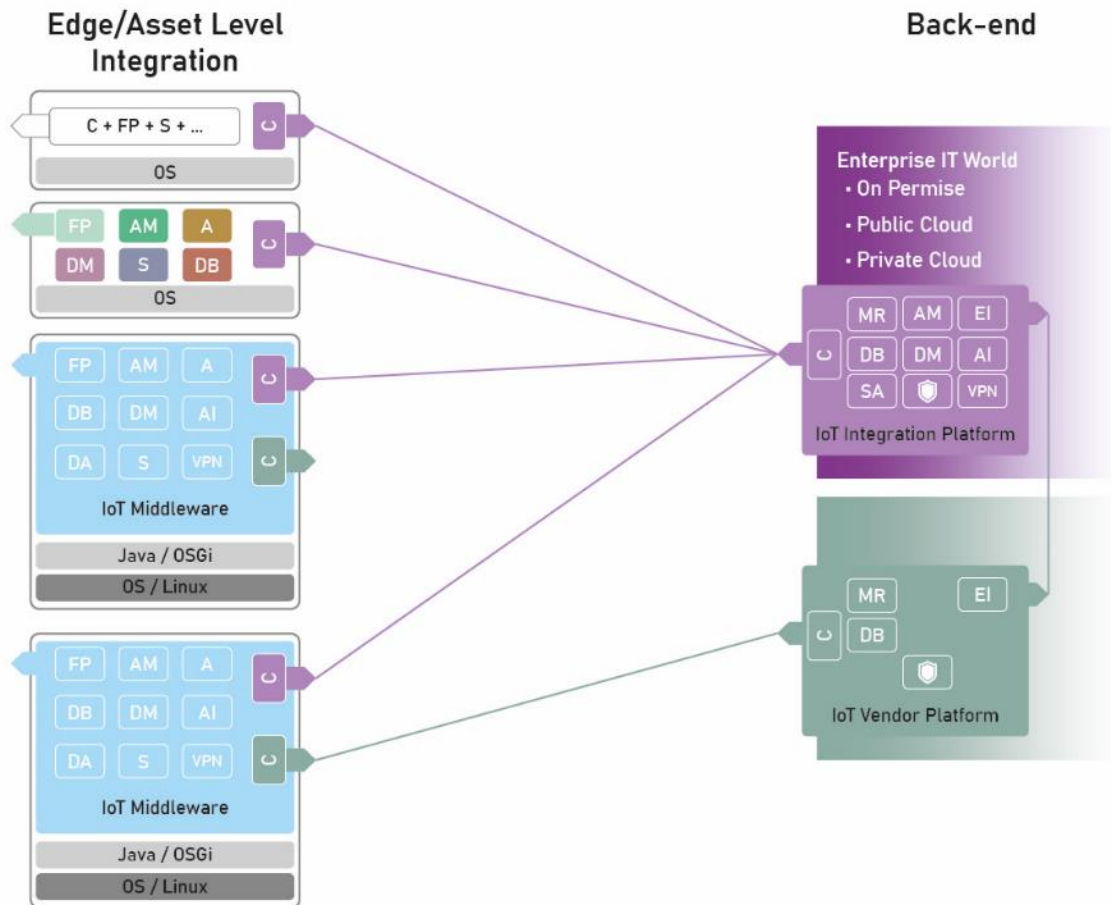 Edge/Asset Level
Integration
Back-end
C + FP + S + ...
C
OS
FP AM A
DM S DB
C
OS
FP AM A
DB DM AI
DA S VPN
C
C
IoT Middleware
Java / OSGi
OS / Linux
FP AM A
DB DM AI
DA S VPN
C
C
IoT Middleware
Java / OSGi
OS / Linux
Enterprise IT World
• On Permise
• Public Cloud
• Private Cloud
C
MR AM EI
DB DM AI
SA VPN
IoT Integration Platform
C
MR EI
DB
IoT Vendor Platform